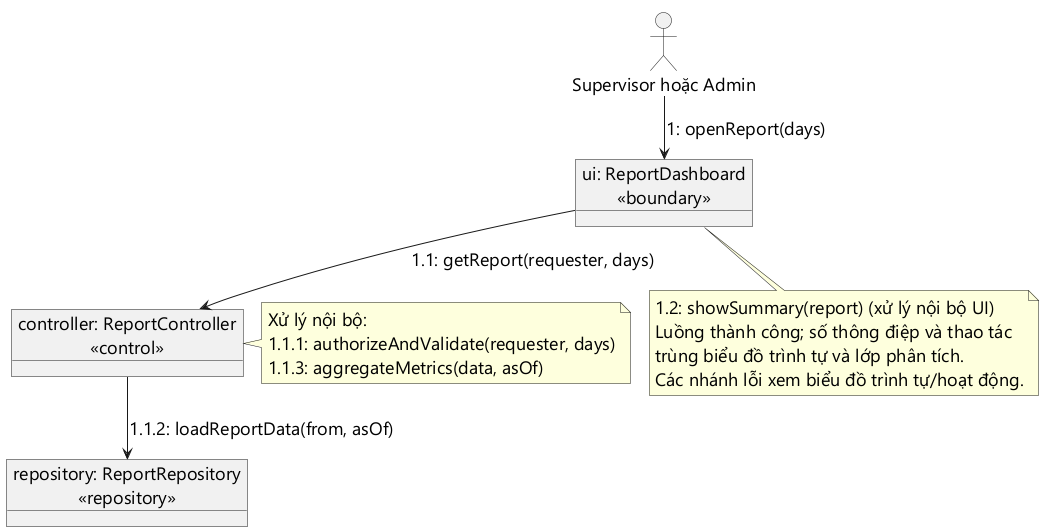 Supervisor hoặc Admin
1: openReport(days)
ui: ReportDashboard
«boundary»
1.1: getReport(requester, days)
controller: ReportController
«control»
Xử lý nội bộ:
1.1.1: authorizeAndValidate(requester, days)
1.1.3: aggregateMetrics(data, asOf)
1.2: showSummary(report) (xử lý nội bộ UI)
Luồng thành công; số thông điệp và thao tác
trùng biểu đồ trình tự và lớp phân tích.
Các nhánh lỗi xem biểu đồ trình tự/hoạt động.
1.1.2: loadReportData(from, asOf)
repository: ReportRepository
«repository»